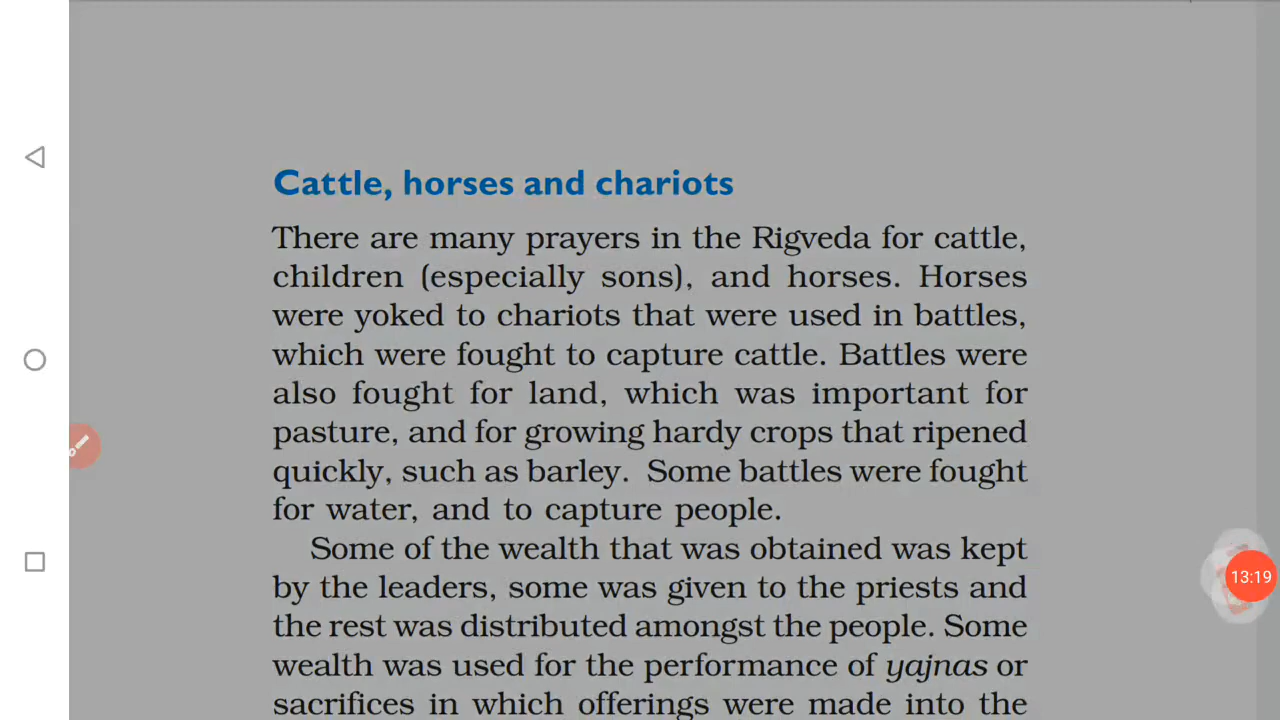 Cattle, horses and chariots
There are many prayers in the Rigveda for cattle,
children (especially sons), and horses. Horses
were yoked to chariots that were used in battles,
which were fought to capture cattle. Battles were
also fought for land, which was important for
pasture, and for growing hardy crops that ripened
quickly, such as barley. Some battles were fought
for water, and to capture people.
Some of the wealth that was obtained was kept
by the leaders, some was given to the priests and
the rest was distributed amongst the people. Some
wealth was used for the performance of yajnas or
sacrifices in which offerings were made into the
13:19